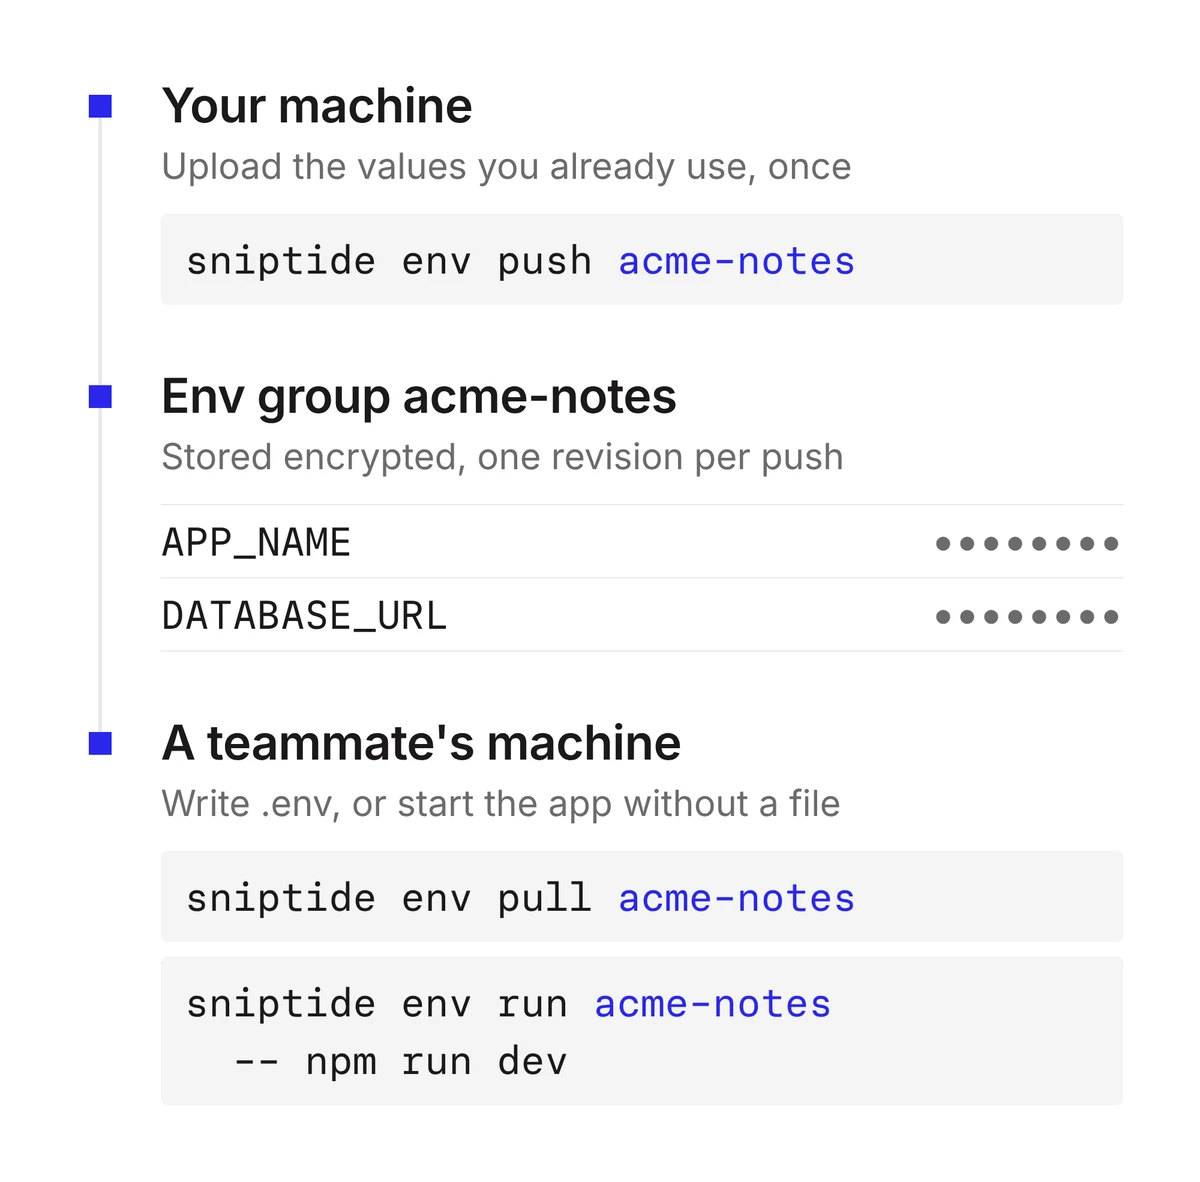 Your machine
Upload the values you already use, once
sniptide env push acme-notes
Env group acme-notes
Stored encrypted, one revision per push
APP_NAME ••••••••
DATABASE_URL ••••••••
A teammate's machine
Write .env, or start the app without a file
sniptide env pull acme-notes
sniptide env run acme-notes
-- npm run dev